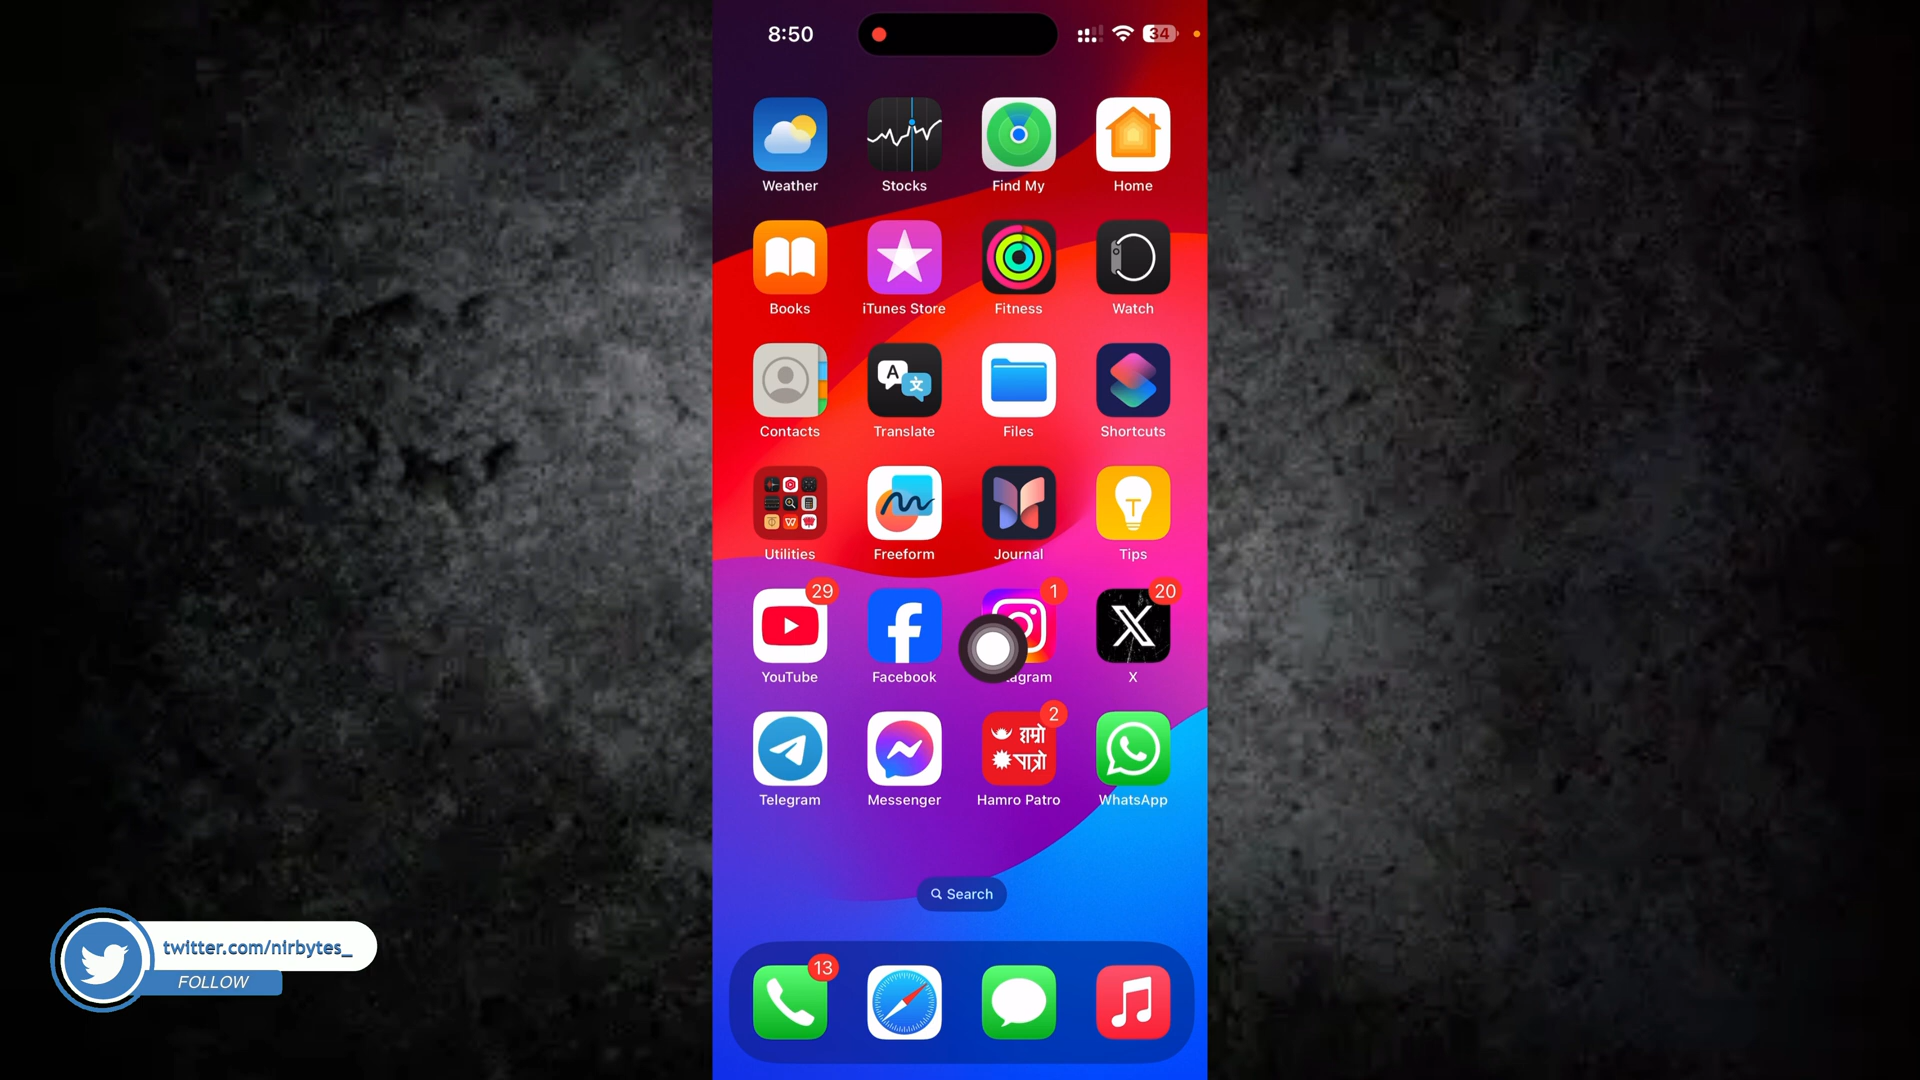 8:50
34
Weather Stocks Find My Home
Books iTunes Store Fitness Watch
A 文
Contacts Translate Files Shortcuts
T
Utilities Freeform Journal Tips
29 1 20
YouTube Facebook agram X
2
हाम्रो
पात्रो
Telegram Messenger Hamro Patro WhatsApp
Search
twitter.com/nirbytes_
FOLLOW
13